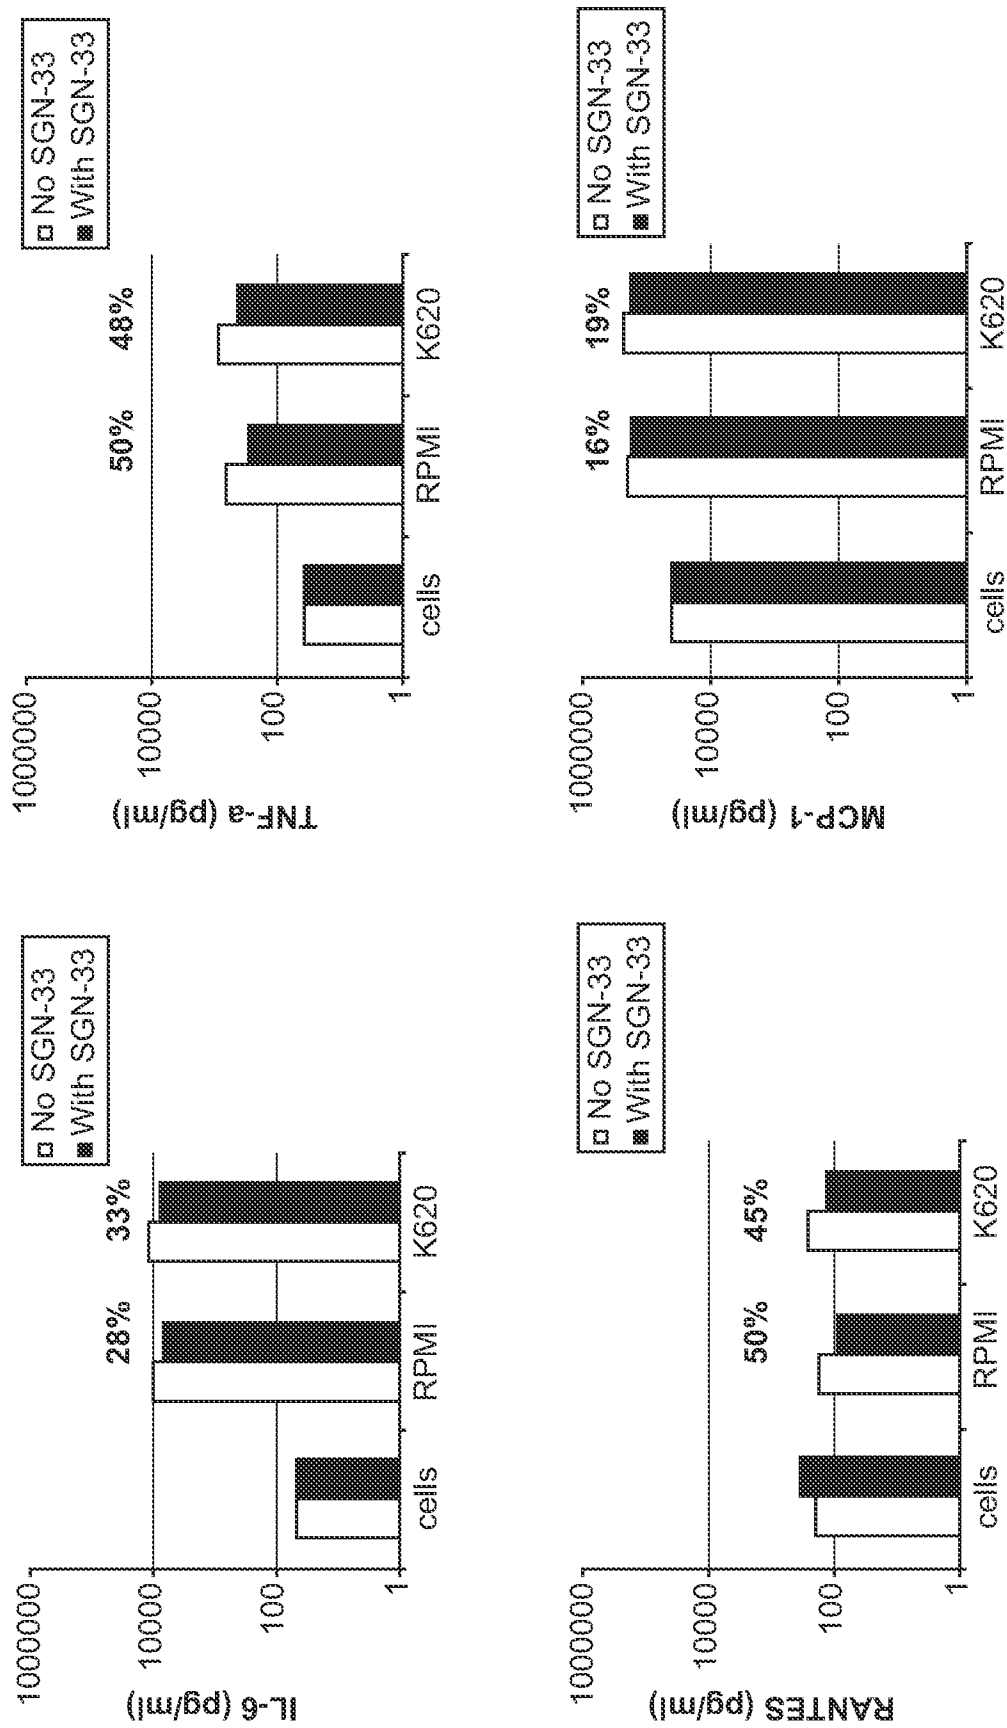 No SGN-33
With SGN-33
IL-6 (pg/ml)
1000000
10000
100
1
28%
33%
cells
RPMI
K620
No SGN-33
With SGN-33
TNF-a (pg/ml)
1000000
10000
100
1
50%
48%
cells
RPMI
K620
No SGN-33
With SGN-33
RANTES (pg/ml)
1000000
10000
100
1
50%
45%
cells
RPMI
K620
No SGN-33
With SGN-33
MCP-1 (pg/ml)
1000000
10000
100
1
16%
19%
cells
RPMI
K620